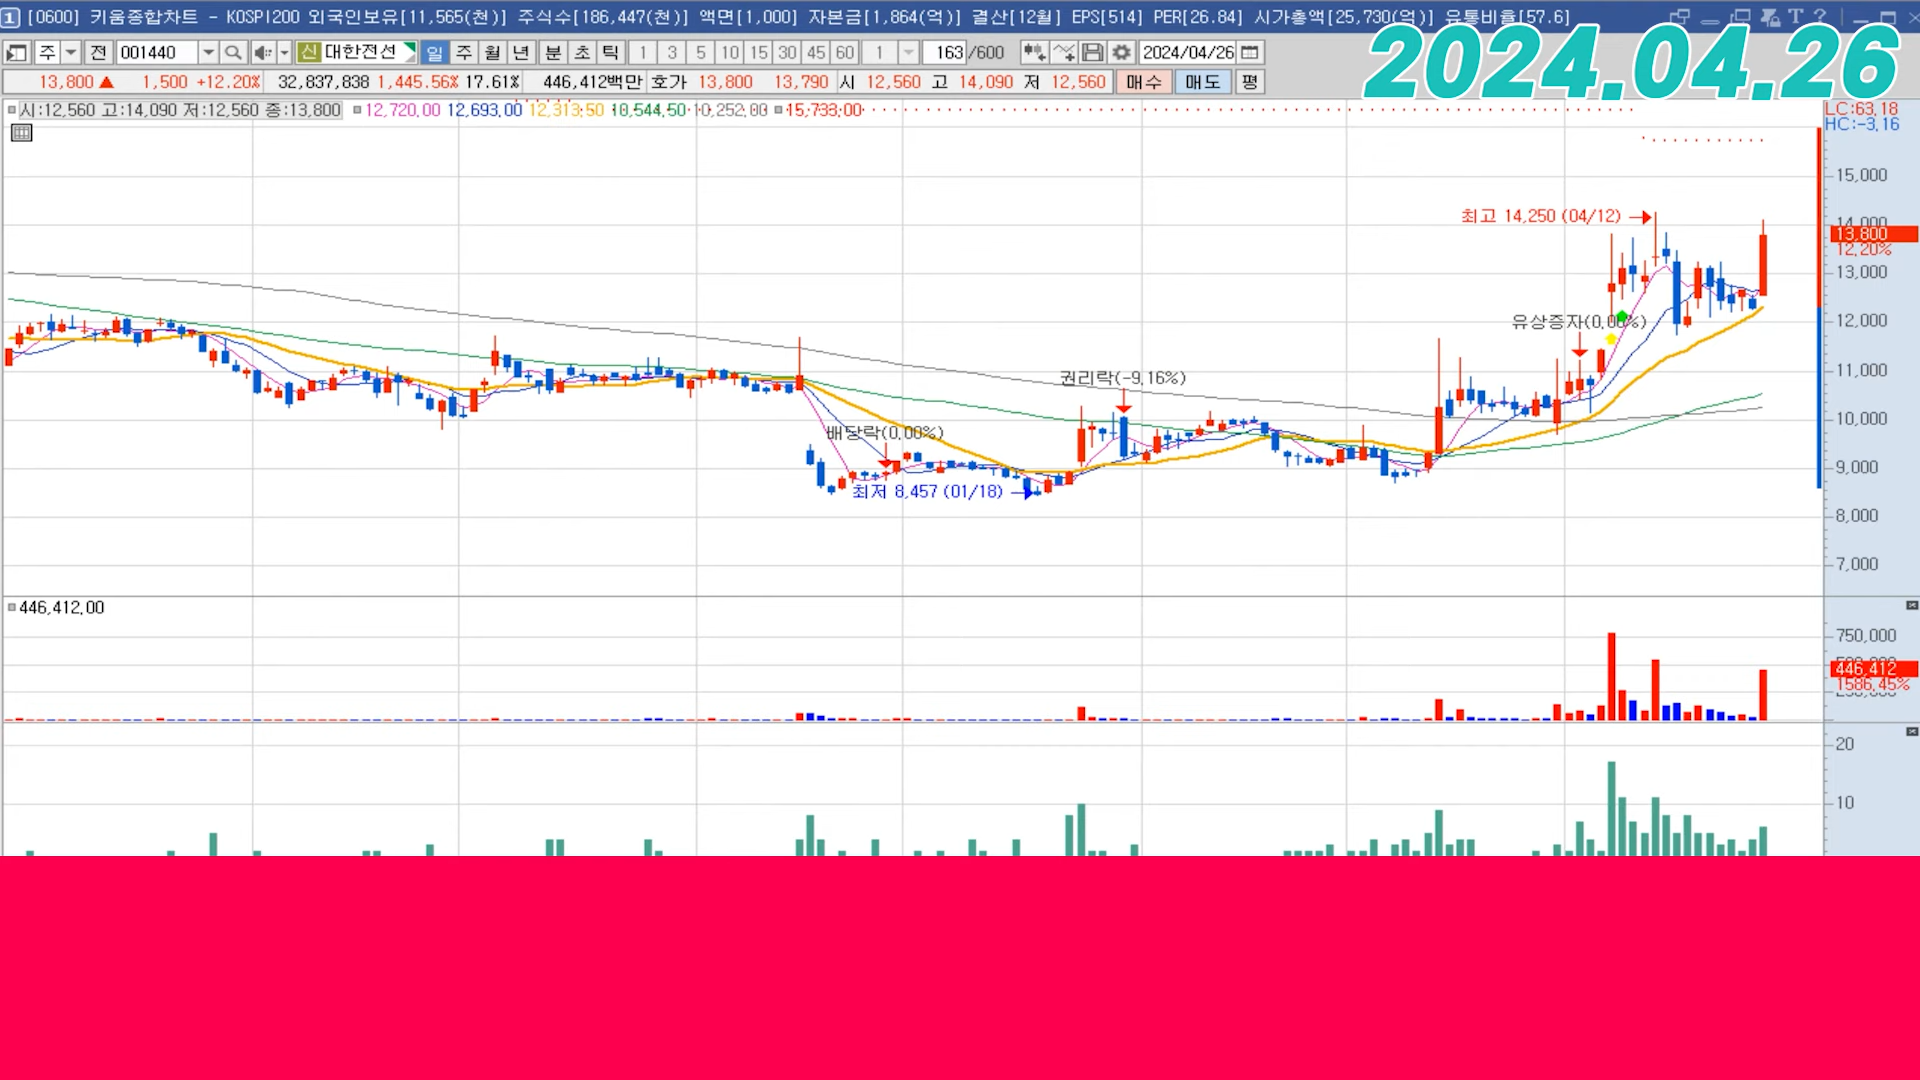 1 [0600] 키움종합차트 - KOSPI200 외국인보유[11,565(천)] 주식수[186,447(천)] 액면[1,000] 자본금[1,864(억)] 결산[12월] EPS[514] PER[26.84] 시가총액[25,730(억)] 유통비율[57.6]
2024.04.26
주 전 001440 신 대한전선 일 주 월 년 분 초 틱 1 3 5 10 15 30 45 60 1 163 /600 2024/04/26
13,800 ▲ 1,500 +12.20% 32,837,838 1,445.56% 17.61% 446,412백만 호가 13,800 13,790 시 12,560 고 14,090 저 12,560 매수 매도 평
시:12,560 고:14,090 저:12,560 종:13,800 12,720.00 12,693.00 12,313.50 10,544.50 10,252.00 15,733.00
LC:63.18
HC:-3.16
15,000
최고 14,250 (04/12)
14,000
13,800
12.20%
13,000
유상증자(0.00%)
12,000
권리락(-9.16%)
11,000
배당락(0.00%)
10,000
9,000
최저 8,457 (01/18)
8,000
7,000
446,412.00
750,000
446,412
1586.45%
20
10